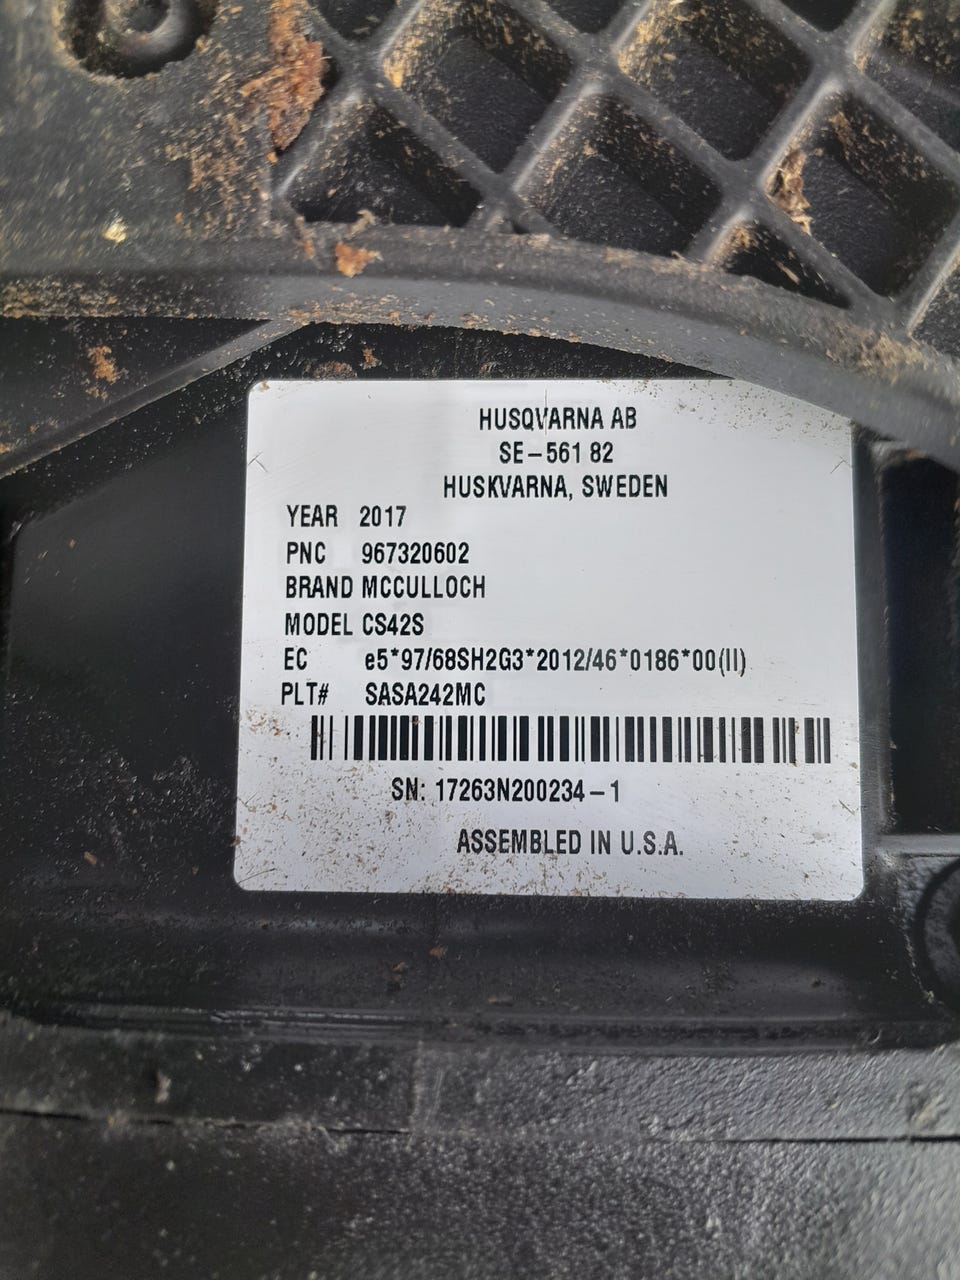 HUSQVARNA AB
SE-561 82
HUSKVARNA, SWEDEN
YEAR 2017
PNC 967320602
BRAND MCCULLOCH
MODEL CS42S
EC e5*97/68SH2G3*2012/46*0186*00(II)
PLT# SASA242MC
SN: 17263N200234-1
ASSEMBLED IN U.S.A.